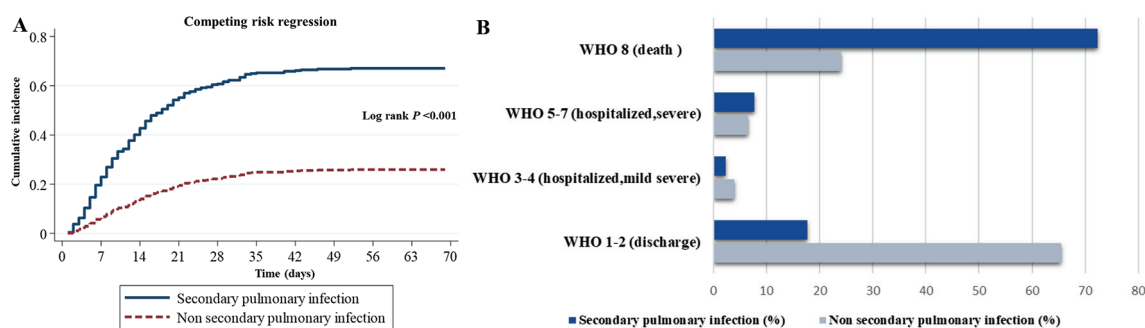 A
Competing risk regression
Cumulative incidence
0.8
0.6
0.4
0.2
0
Log rank P <0.001
0 7 14 21 28 35 42 49 56 63 70
Time (days)
Secondary pulmonary infection
Non secondary pulmonary infection
B
WHO 8 (death )
WHO 5-7 (hospitalized,severe)
WHO 3-4 (hospitalized,mild severe)
WHO 1-2 (discharge)
0 10 20 30 40 50 60 70 80
Secondary pulmonary infection (%) Non secondary pulmonary infection (%)